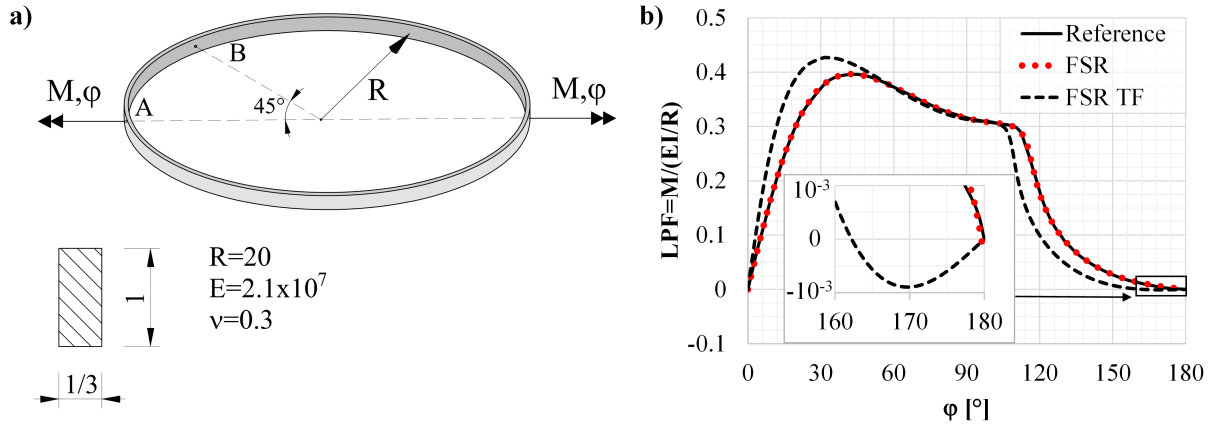 a)
M,φ
A
B
45°
R
M,φ
1
1/3
R=20
E=2.1x10⁷
ν=0.3
b)
LPF=M/(EI/R)
0.5
0.4
0.3
0.2
0.1
0
-0.1
Reference
FSR
FSR TF
10⁻³
0
-10⁻³
160
170
180
0
30
60
90
120
150
180
φ [°]